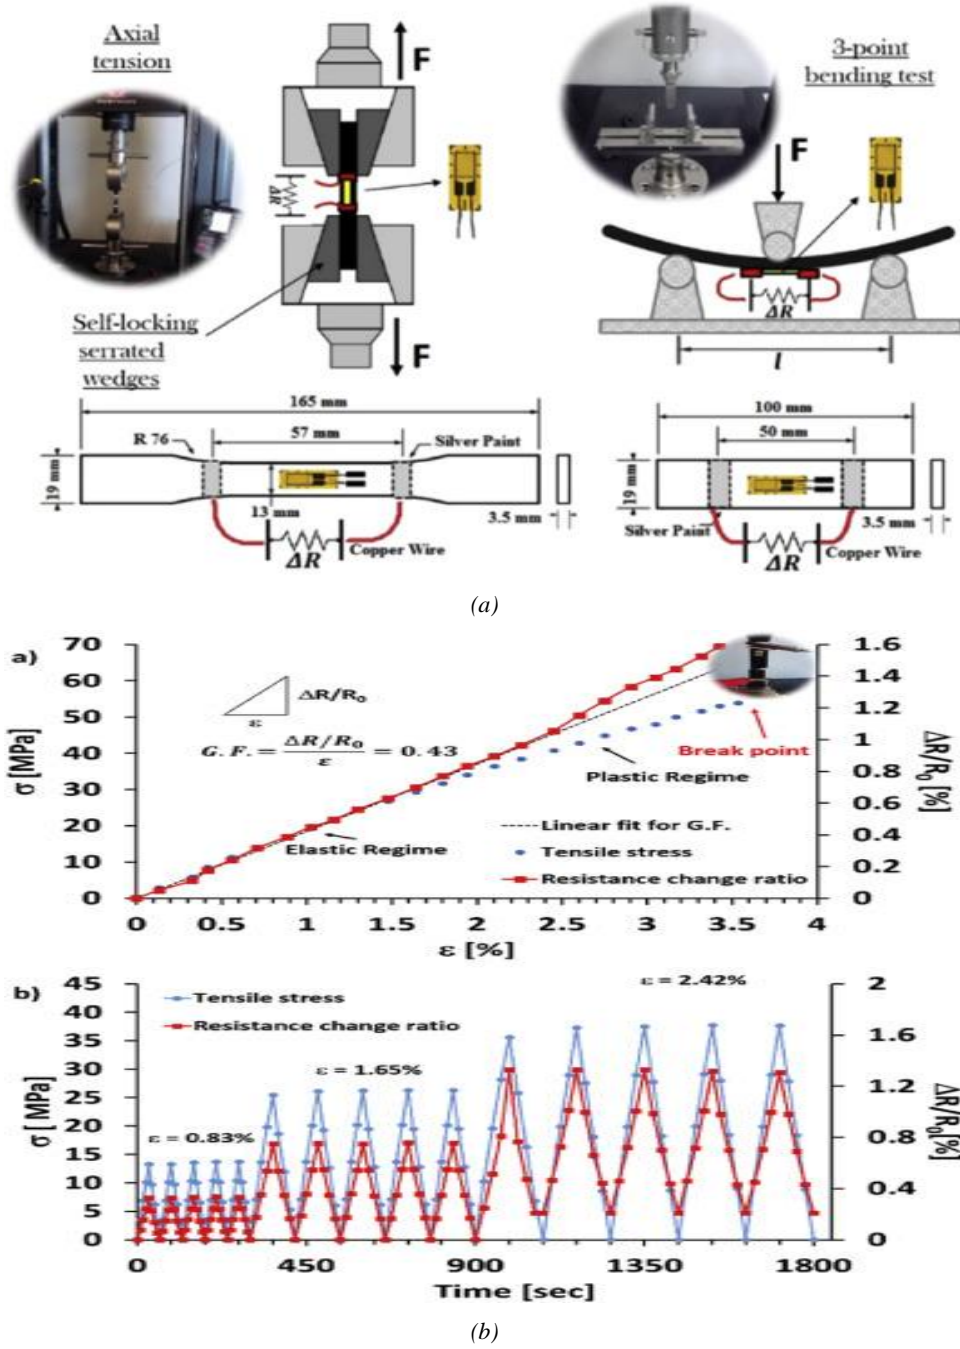 Axial
tension
F
3-point
bending test
F
ΔR
ΔR
l
Self-locking
serrated
wedges
F
165 mm
57 mm
R 76
Silver Paint
19 mm
13 mm
3.5 mm
Copper Wire
ΔR
100 mm
50 mm
19 mm
Silver Paint
3.5 mm
Copper Wire
ΔR
(a)
a)
70
60
50
40
30
20
10
0
σ [MPa]
1.6
1.4
1.2
1
0.8
0.6
0.4
0.2
0
ΔR/R₀ [%]
ΔR/R₀
ε
G.F. = ΔR/R₀ / ε = 0.43
Break point
Plastic Regime
Elastic Regime
Linear fit for G.F.
Tensile stress
Resistance change ratio
0 0.5 1 1.5 2 2.5 3 3.5 4
ε [%]
b)
45
40
35
30
25
20
15
10
5
0
σ [MPa]
Tensile stress
Resistance change ratio
ε = 0.83%
ε = 1.65%
ε = 2.42%
2
1.6
1.2
0.8
0.4
0
ΔR/R₀[%]
0 450 900 1350 1800
Time [sec]
(b)